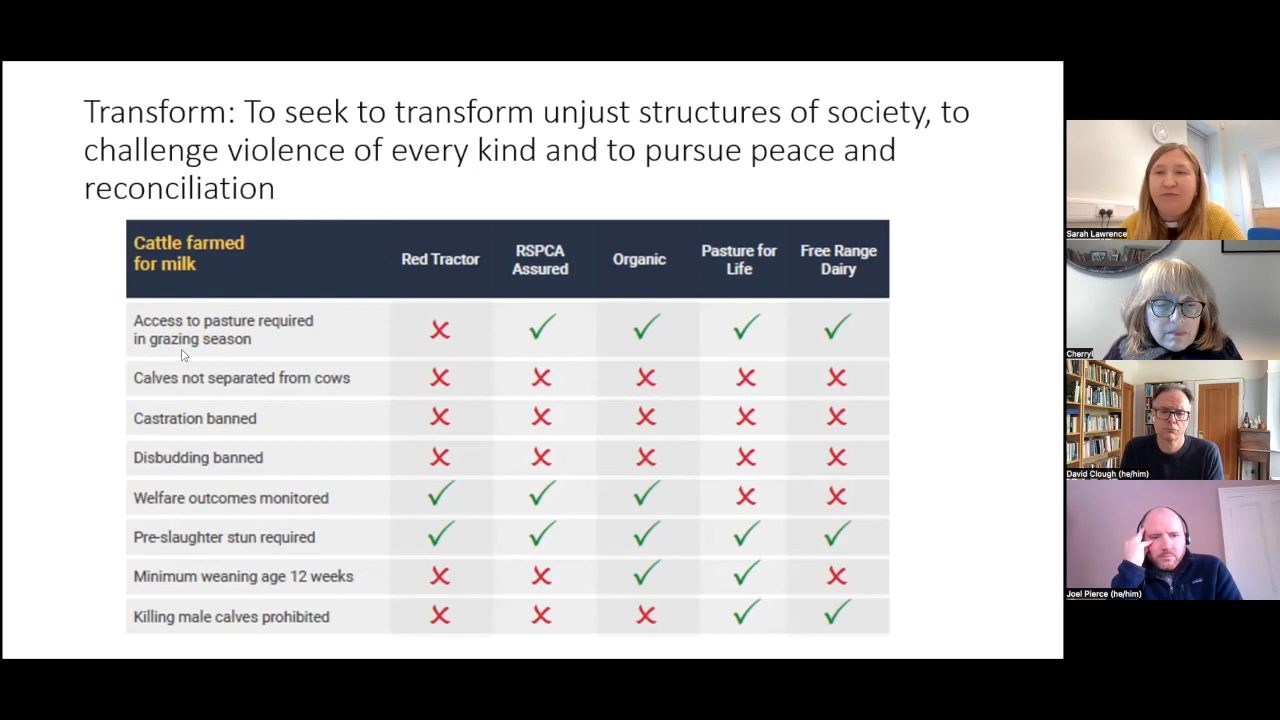 Transform: To seek to transform unjust structures of society, to
challenge violence of every kind and to pursue peace and
reconciliation
Cattle farmed
for milk
Red Tractor
RSPCA
Assured
Organic
Pasture for
Life
Free Range
Dairy
Access to pasture required
in grazing season
Calves not separated from cows
Castration banned
Disbudding banned
Welfare outcomes monitored
Pre-slaughter stun required
Minimum weaning age 12 weeks
Killing male calves prohibited
Sarah Lawrence
Cherryl
David Clough (he/him)
Joel Pierce (he/him)